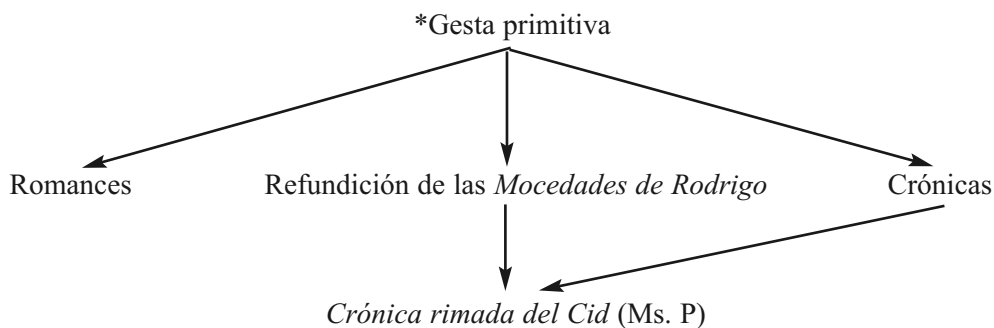 *Gesta primitiva
Romances Refundición de las Mocedades de Rodrigo Crónicas
Crónica rimada del Cid (Ms. P)